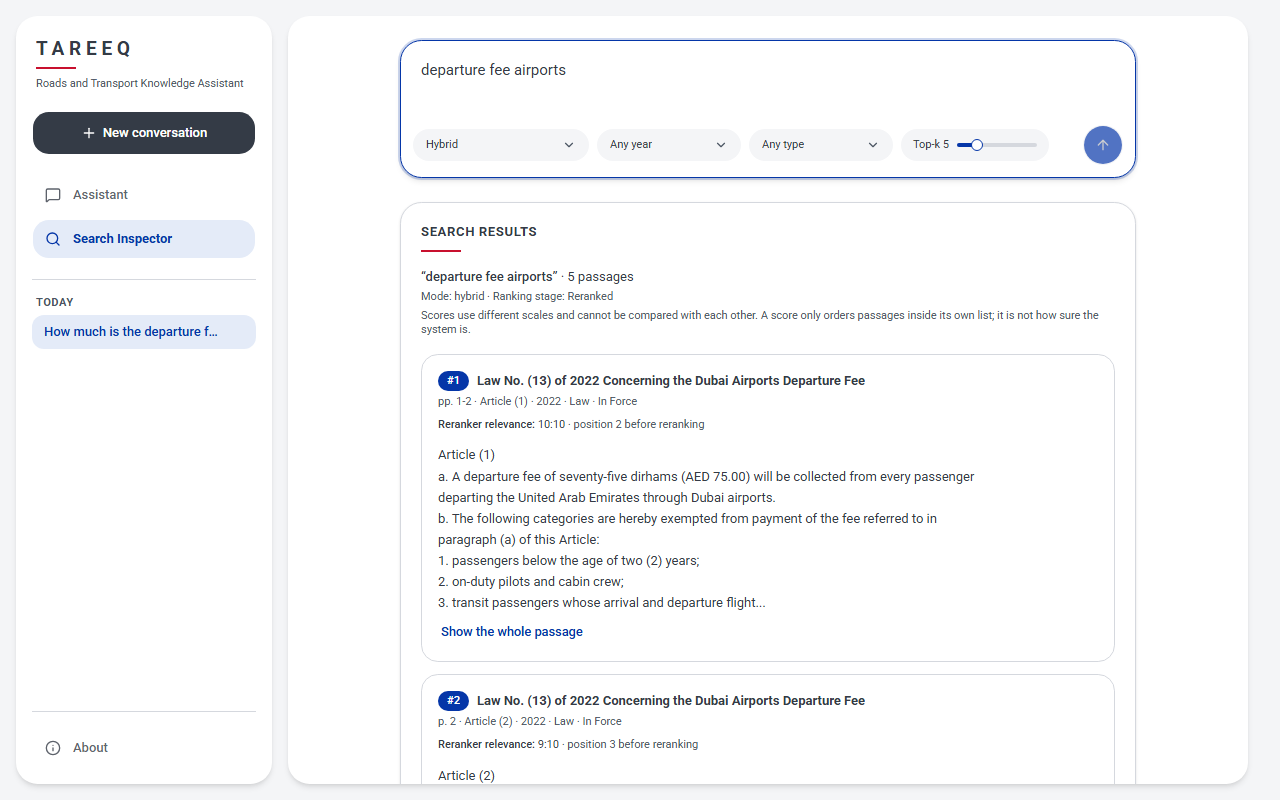 TAREEQ
Roads and Transport Knowledge Assistant
New conversation
Assistant
Search Inspector
TODAY
How much is the departure f...
About
departure fee airports
Hybrid
Any year
Any type
Top-k 5
SEARCH RESULTS
“departure fee airports” · 5 passages
Mode: hybrid · Ranking stage: Reranked
Scores use different scales and cannot be compared with each other. A score only orders passages inside its own list; it is not how sure the
system is.
#1 Law No. (13) of 2022 Concerning the Dubai Airports Departure Fee
pp. 1-2 · Article (1) · 2022 · Law · In Force
Reranker relevance: 10:10 · position 2 before reranking
Article (1)
a. A departure fee of seventy-five dirhams (AED 75.00) will be collected from every passenger
departing the United Arab Emirates through Dubai airports.
b. The following categories are hereby exempted from payment of the fee referred to in
paragraph (a) of this Article:
1. passengers below the age of two (2) years;
2. on-duty pilots and cabin crew;
3. transit passengers whose arrival and departure flight...
Show the whole passage
#2 Law No. (13) of 2022 Concerning the Dubai Airports Departure Fee
p. 2 · Article (2) · 2022 · Law · In Force
Reranker relevance: 9:10 · position 3 before reranking
Article (2)